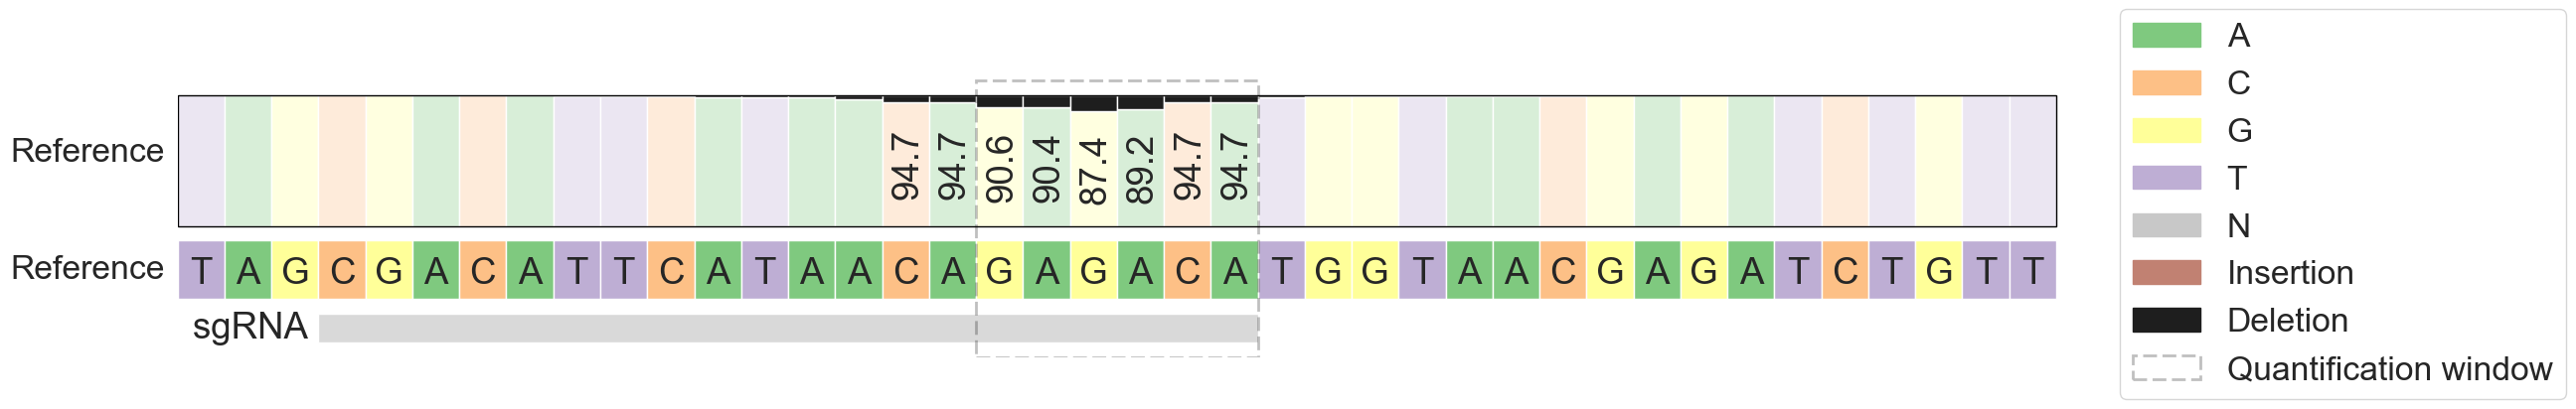 Reference 94.7 94.7 90.6 90.4 87.4 89.2 94.7 94.7
Reference T A G C G A C A T T C A T A A C A G A G A C A T G G T A A C G A G A T C T G T T
sgRNA
A
C
G
T
N
Insertion
Deletion
Quantification window